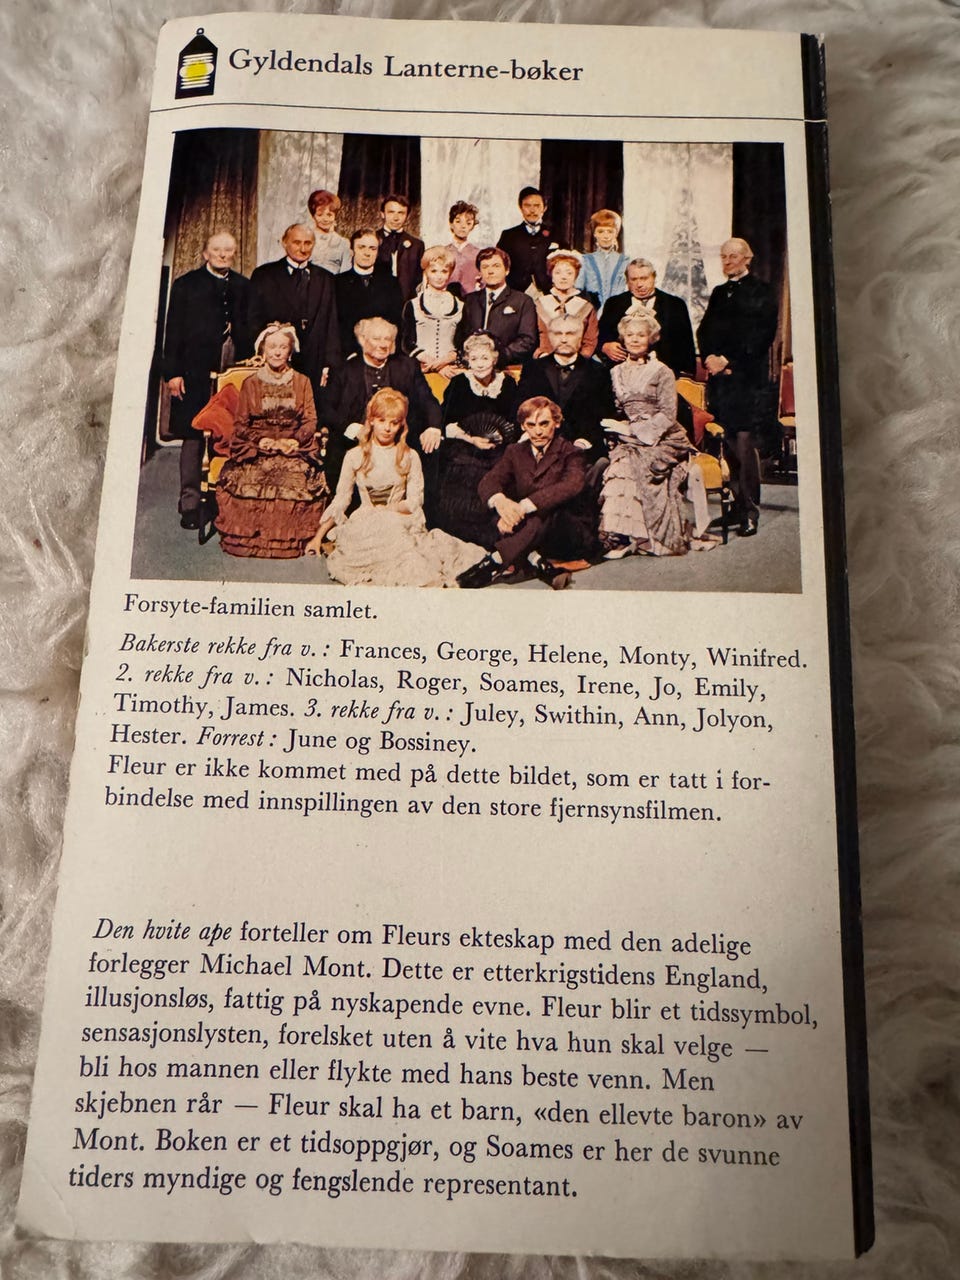 Gyldendals Lanterne-bøker
Forsyte-familien samlet.
Bakerste rekke fra v. : Frances, George, Helene, Monty, Winifred.
2. rekke fra v. : Nicholas, Roger, Soames, Irene, Jo, Emily,
Timothy, James. 3. rekke fra v. : Juley, Swithin, Ann, Jolyon,
Hester. Forrest : June og Bossiney.
Fleur er ikke kommet med på dette bildet, som er tatt i for-
bindelse med innspillingen av den store fjernsynsfilmen.
Den hvite ape forteller om Fleurs ekteskap med den adelige
forlegger Michael Mont. Dette er etterkrigstidens England,
illusjonsløs, fattig på nyskapende evne. Fleur blir et tidssymbol,
sensasjonslysten, forelsket uten å vite hva hun skal velge —
bli hos mannen eller flykte med hans beste venn. Men
skjebnen rår — Fleur skal ha et barn, «den ellevte baron» av
Mont. Boken er et tidsoppgjør, og Soames er her de svunne
tiders myndige og fengslende representant.